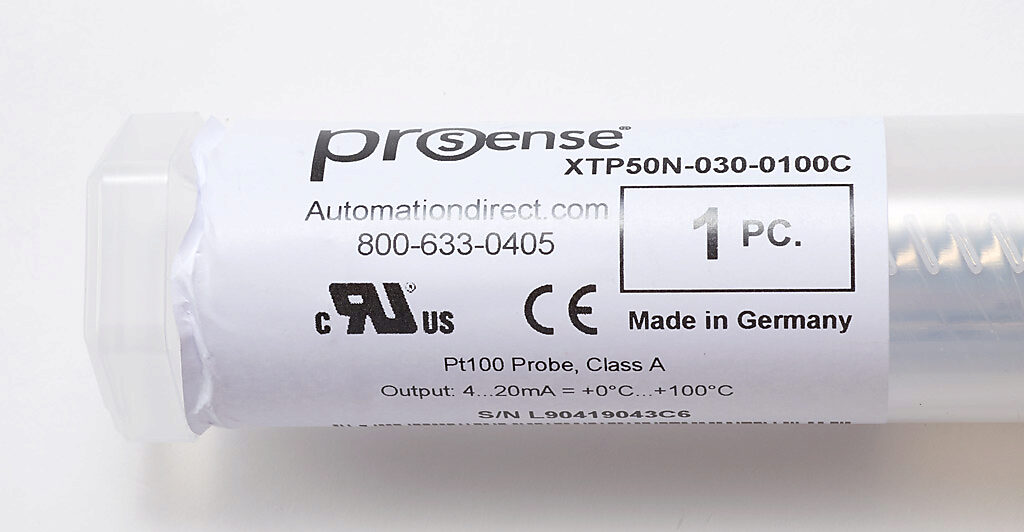 prosense®
XTP50N-030-0100C
Automationdirect.com
800-633-0405
1 PC.
c RU® US
CE
Made in Germany
Pt100 Probe, Class A
Output: 4...20mA = +0°C...+100°C
S/N L90419043C6